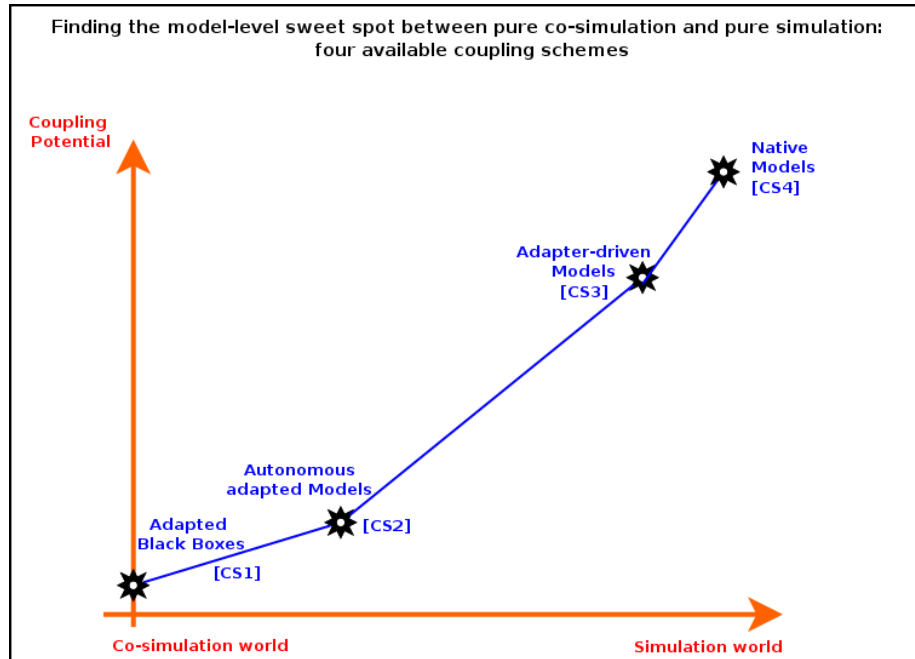 Finding the model-level sweet spot between pure co-simulation and pure simulation:
four available coupling schemes
Coupling
Potential
Native
Models
[CS4]
Adapter-driven
Models
[CS3]
Autonomous
adapted Models
[CS2]
Adapted
Black Boxes
[CS1]
Co-simulation world
Simulation world